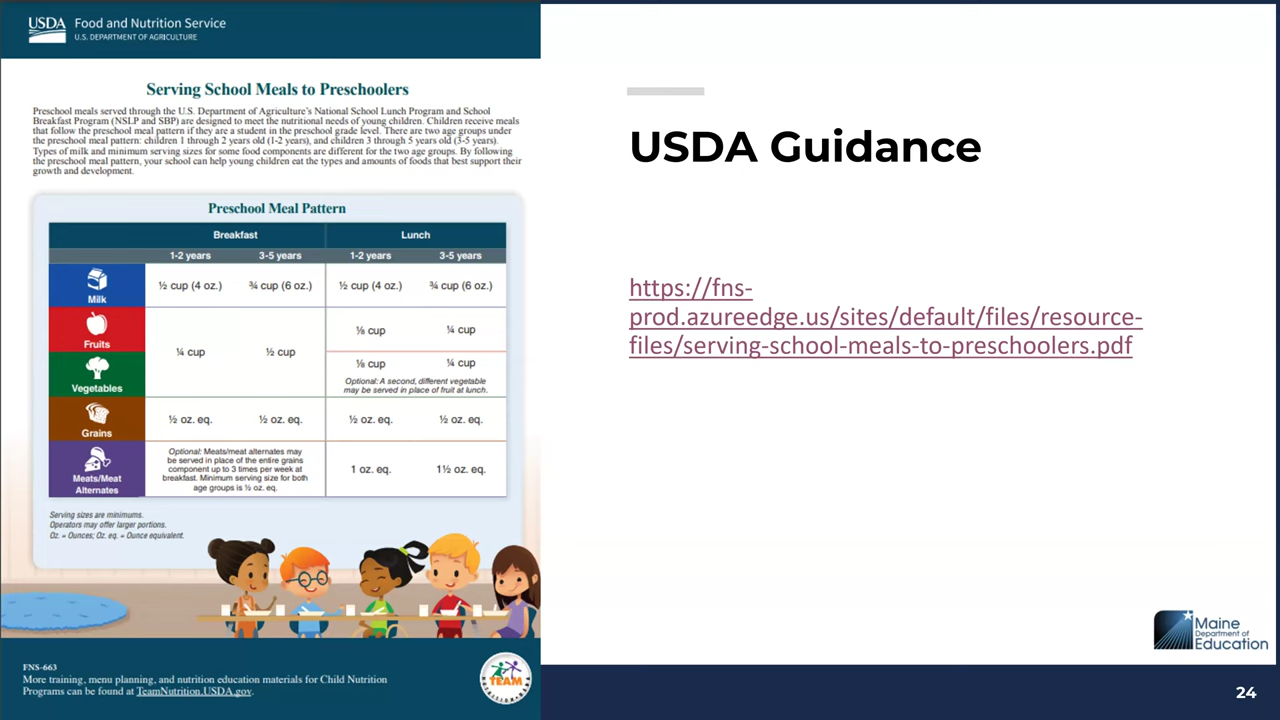 USDA Food and Nutrition Service
U.S. DEPARTMENT OF AGRICULTURE
Serving School Meals to Preschoolers
Preschool meals served through the U.S. Department of Agriculture's National School Lunch Program and School
Breakfast Program (NSLP and SBP) are designed to meet the nutritional needs of young children. Children receive meals
that follow the preschool meal pattern if they are a student in the preschool grade level. There are two age groups under
the preschool meal pattern: children 1 through 2 years old (1-2 years), and children 3 through 5 years old (3-5 years).
Types of milk and minimum serving sizes for some food components are different for the two age groups. By following
the preschool meal pattern, your school can help young children eat the types and amounts of foods that best support their
growth and development.
Preschool Meal Pattern
Breakfast Lunch
1-2 years 3-5 years 1-2 years 3-5 years
Milk ½ cup (4 oz.) ¾ cup (6 oz.) ½ cup (4 oz.) ¾ cup (6 oz.)
Fruits ¼ cup ½ cup ⅛ cup ¼ cup
Vegetables ⅛ cup ¼ cup
Optional: A second, different vegetable
may be served in place of fruit at lunch.
Grains ½ oz. eq. ½ oz. eq. ½ oz. eq. ½ oz. eq.
Meats/Meat
Alternates
Optional: Meats/meat alternates may
be served in place of the entire grains
component up to 3 times per week at
breakfast. Minimum serving size for both
age groups is ½ oz. eq.
1 oz. eq. 1½ oz. eq.
Serving sizes are minimums.
Operators may offer larger portions.
Oz. = Ounces; Oz. eq. = Ounce equivalent.
FNS-663
More training, menu planning, and nutrition education materials for Child Nutrition
Programs can be found at TeamNutrition.USDA.gov.
TEAM
USDA Guidance
https://fns-
prod.azureedge.us/sites/default/files/resource-
files/serving-school-meals-to-preschoolers.pdf
Maine
Department of
Education
24